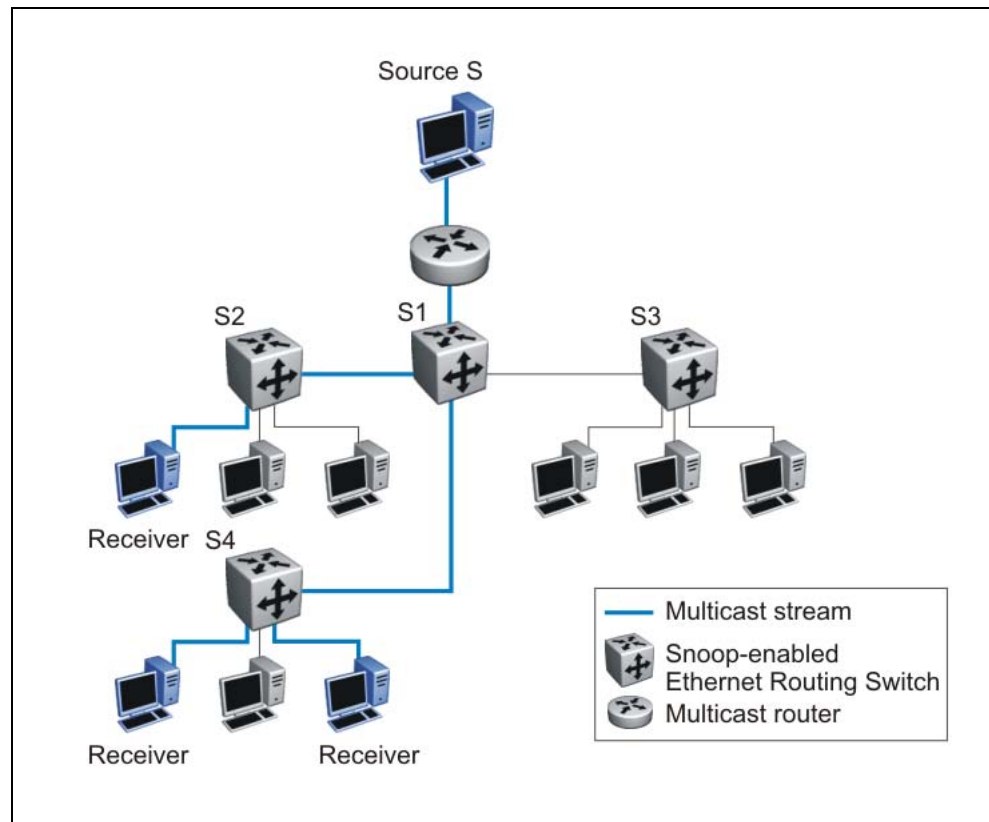 Source S
S2
S1
S3
Receiver
S4
Receiver
Receiver
Multicast stream
Snoop-enabled
Ethernet Routing Switch
Multicast router